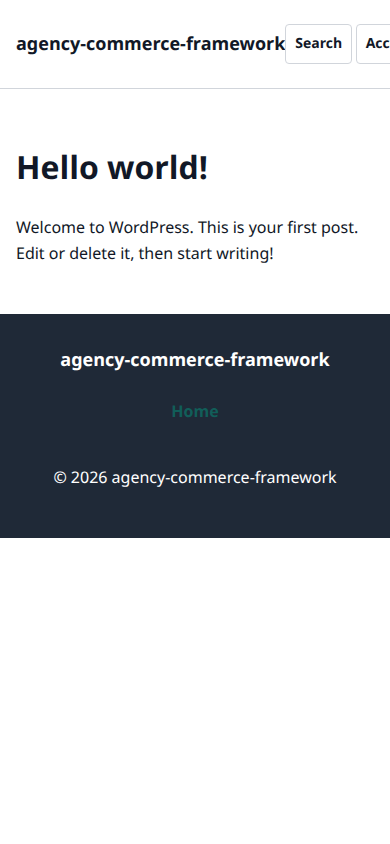 agency-commerce-framework
Search
Acc
Hello world!
Welcome to WordPress. This is your first post.
Edit or delete it, then start writing!
agency-commerce-framework
Home
© 2026 agency-commerce-framework